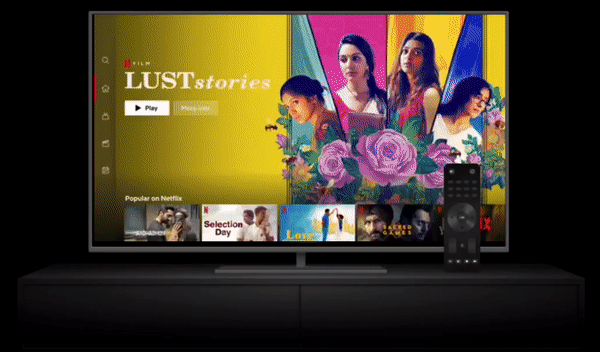 FILM
LUST stories
Play
More Info
Popular on Netflix
Selection
Day
Love
SACRED
GAMES